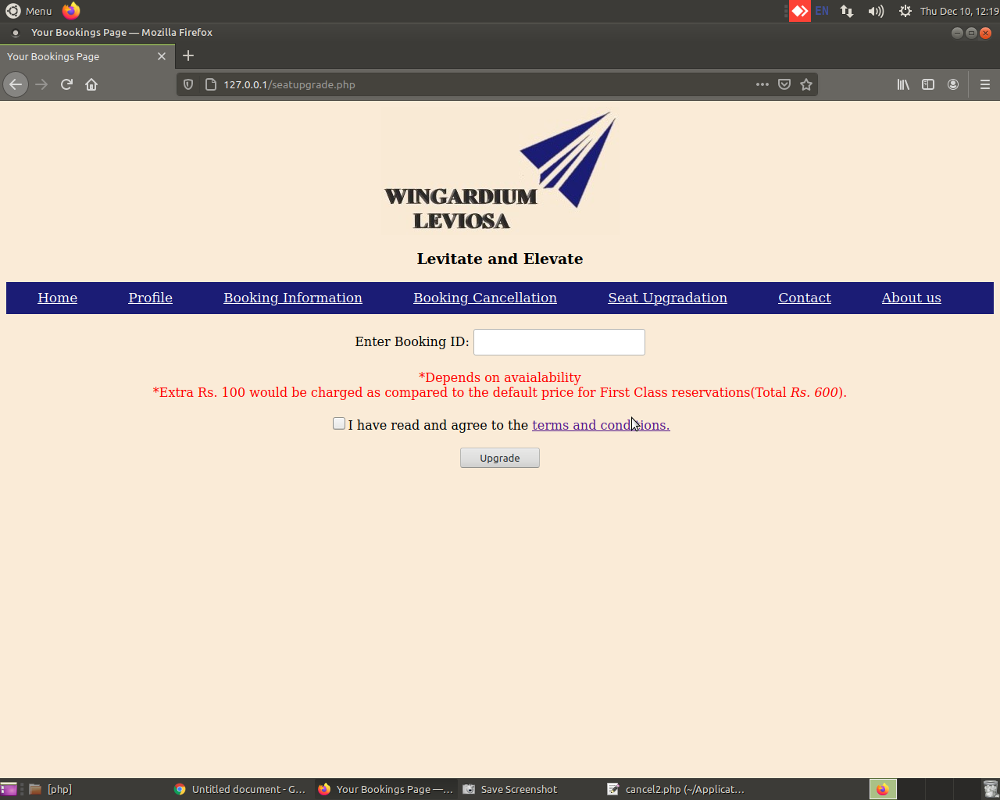 Menu
EN
Thu Dec 10, 12:19
Your Bookings Page — Mozilla Firefox
Your Bookings Page
127.0.0.1/seatupgrade.php
WINGARDIUM
LEVIOSA
Levitate and Elevate
Home Profile Booking Information Booking Cancellation Seat Upgradation Contact About us
Enter Booking ID:
*Depends on avaialability
*Extra Rs. 100 would be charged as compared to the default price for First Class reservations(Total Rs. 600).
I have read and agree to the terms and conditions.
Upgrade
[php]
Untitled document - G...
Your Bookings Page —...
Save Screenshot
cancel2.php (~/Applicat...